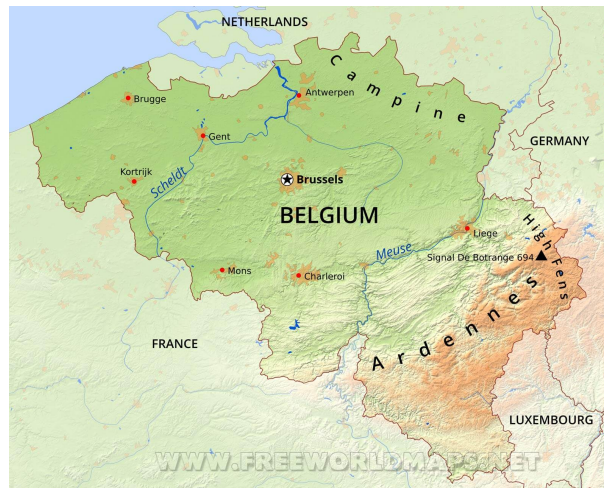 NETHERLANDS
Campine
Brugge
Antwerpen
Gent
GERMANY
Kortrijk
Scheldt
Brussels
BELGIUM
High Fens
Liege
Meuse
Signal De Botrange 694
Mons
Charleroi
Ardennes
FRANCE
LUXEMBOURG
WWW.FREEWORLDMAPS.NET